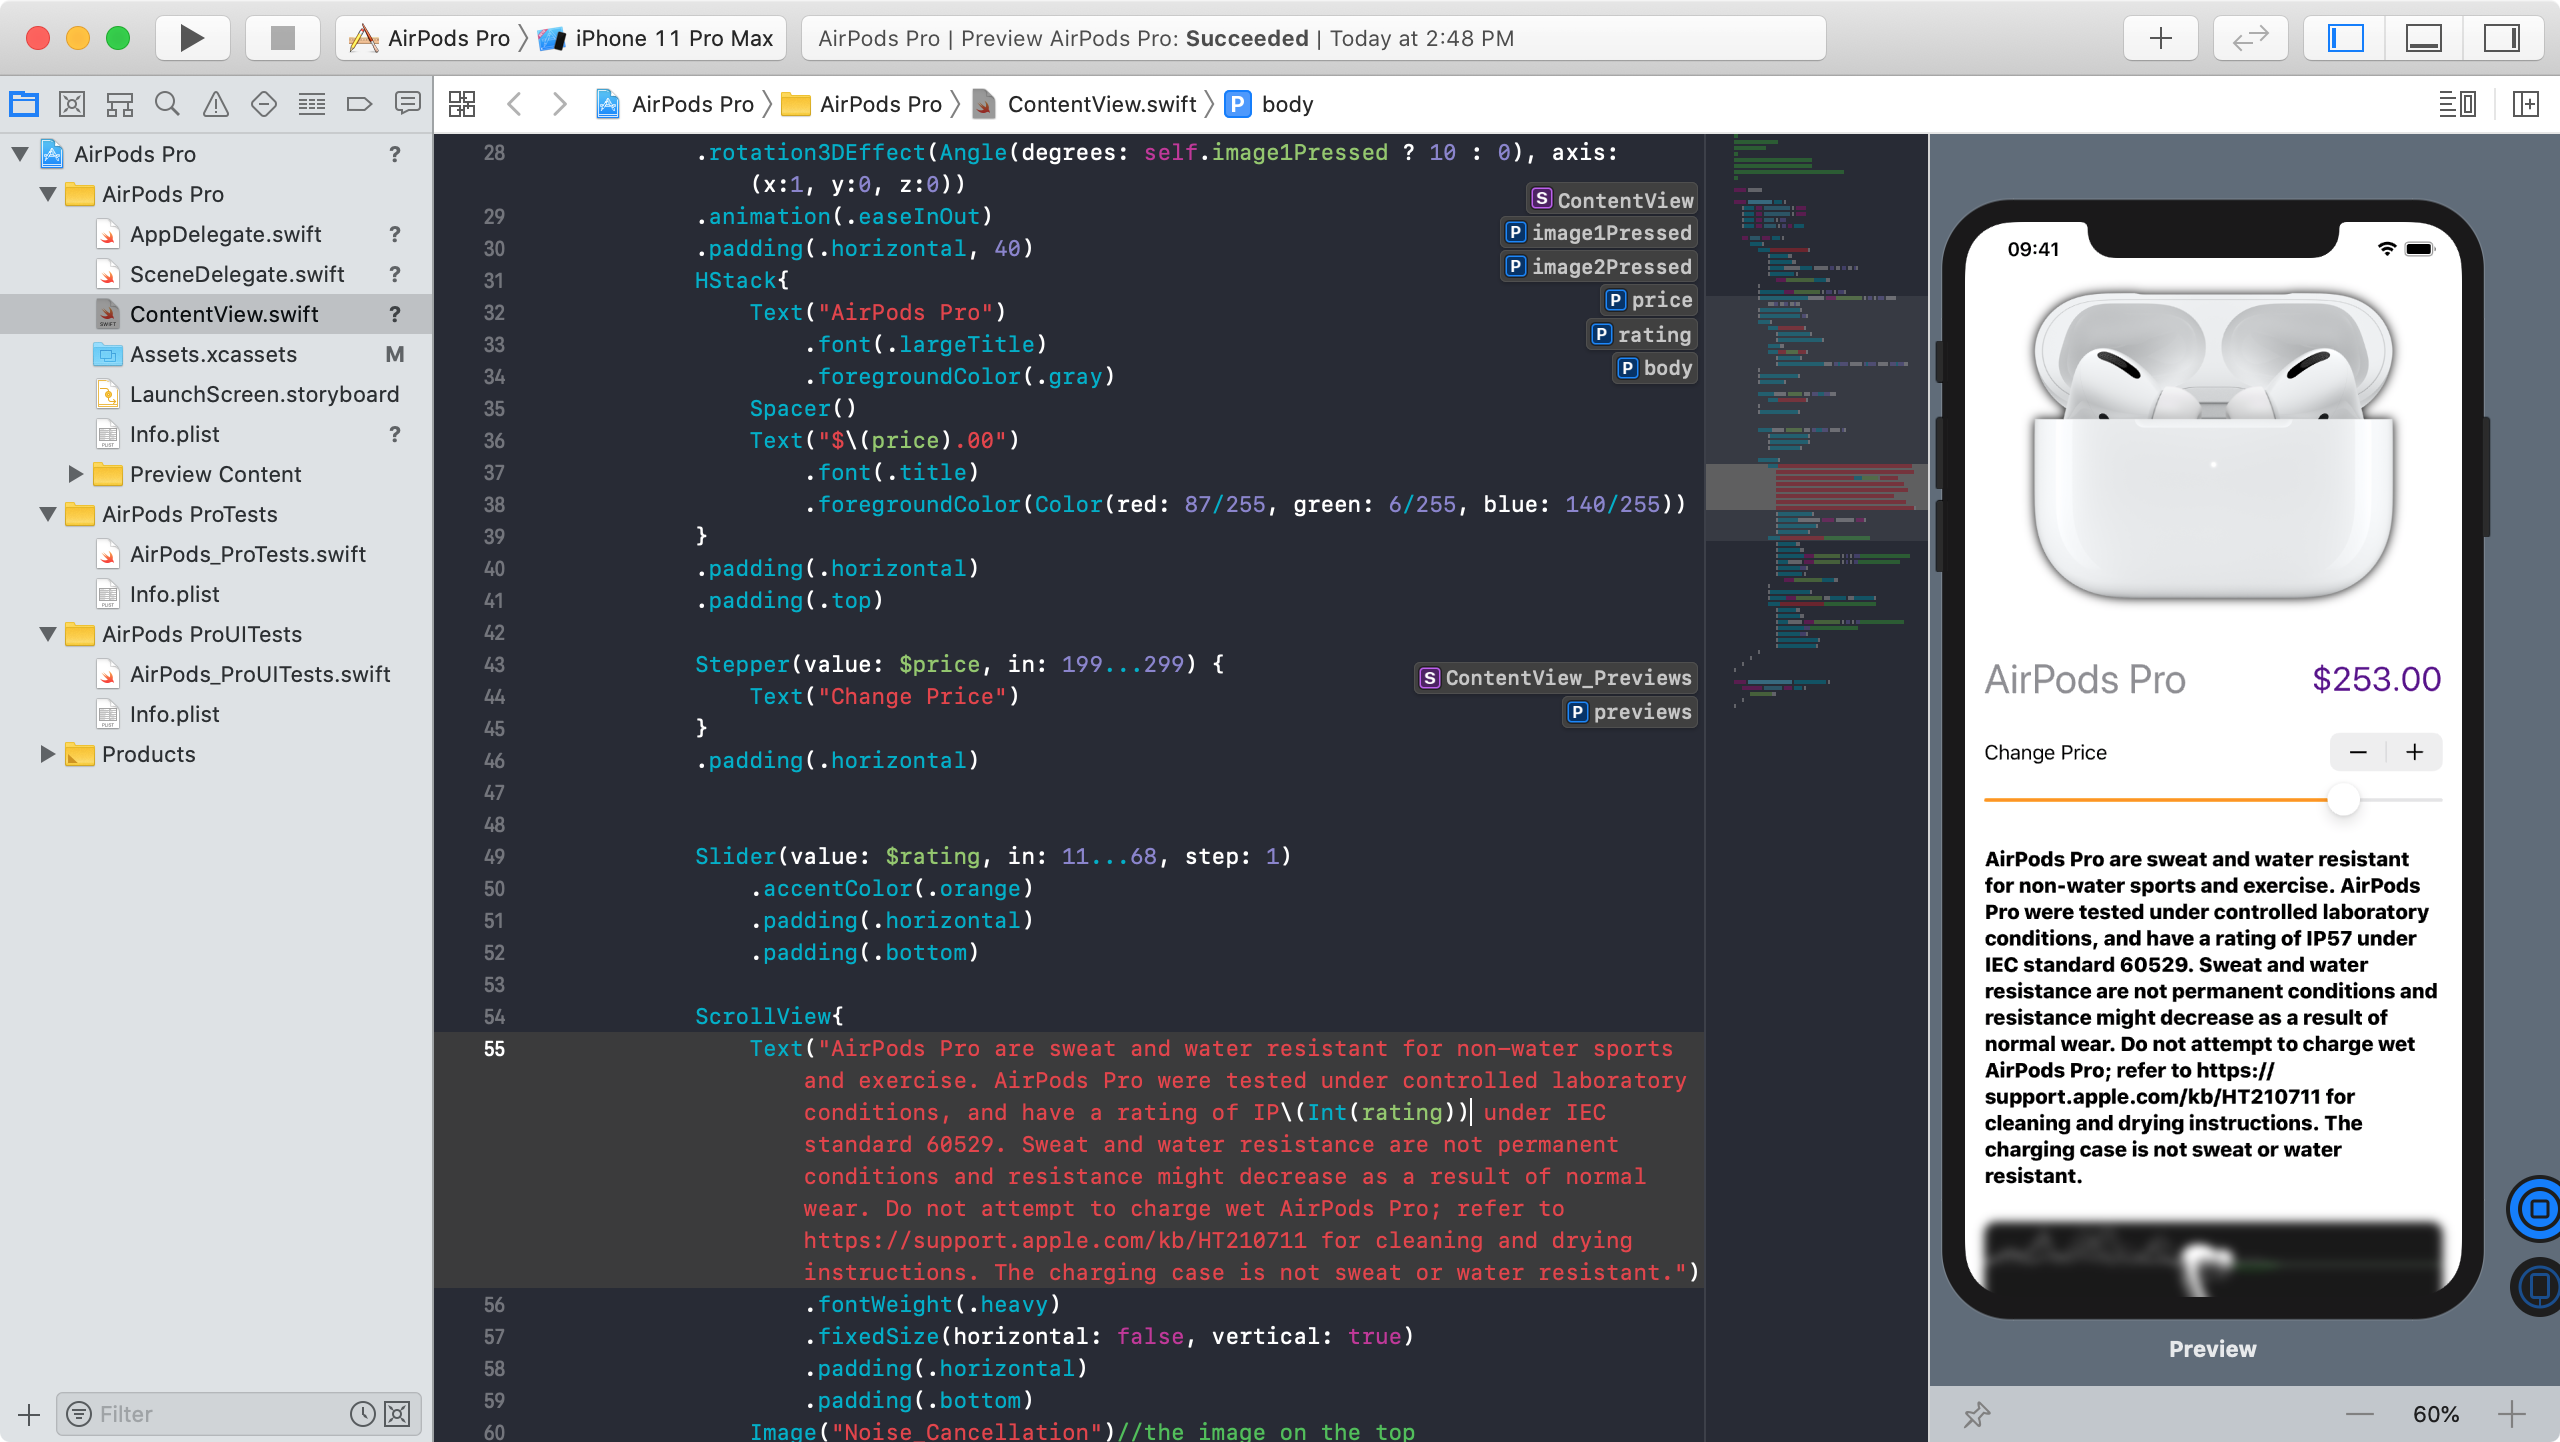 AirPods Pro
iPhone 11 Pro Max
AirPods Pro | Preview AirPods Pro: Succeeded | Today at 2:48 PM
AirPods Pro
AirPods Pro
ContentView.swift
P body
AirPods Pro ?
AirPods Pro
AppDelegate.swift ?
SceneDelegate.swift ?
ContentView.swift ?
Assets.xcassets M
LaunchScreen.storyboard
Info.plist ?
Preview Content
AirPods ProTests
AirPods_ProTests.swift
Info.plist
AirPods ProUITests
AirPods_ProUITests.swift
Info.plist
Products
Filter
28 .rotation3DEffect(Angle(degrees: self.image1Pressed ? 10 : 0), axis:
(x:1, y:0, z:0))
29 .animation(.easeInOut)
30 .padding(.horizontal, 40)
31 HStack{
32 Text("AirPods Pro")
33 .font(.largeTitle)
34 .foregroundColor(.gray)
35 Spacer()
36 Text("$\(price).00")
37 .font(.title)
38 .foregroundColor(Color(red: 87/255, green: 6/255, blue: 140/255))
39 }
40 .padding(.horizontal)
41 .padding(.top)
42
43 Stepper(value: $price, in: 199...299) {
44 Text("Change Price")
45 }
46 .padding(.horizontal)
47
48
49 Slider(value: $rating, in: 11...68, step: 1)
50 .accentColor(.orange)
51 .padding(.horizontal)
52 .padding(.bottom)
53
54 ScrollView{
55 Text("AirPods Pro are sweat and water resistant for non-water sports
and exercise. AirPods Pro were tested under controlled laboratory
conditions, and have a rating of IP\(Int(rating)) under IEC
standard 60529. Sweat and water resistance are not permanent
conditions and resistance might decrease as a result of normal
wear. Do not attempt to charge wet AirPods Pro; refer to
https://support.apple.com/kb/HT210711 for cleaning and drying
instructions. The charging case is not sweat or water resistant.")
56 .fontWeight(.heavy)
57 .fixedSize(horizontal: false, vertical: true)
58 .padding(.horizontal)
59 .padding(.bottom)
60 Image("Noise_Cancellation")//the image on the top
S ContentView
P image1Pressed
P image2Pressed
P price
P rating
P body
S ContentView_Previews
P previews
09:41
AirPods Pro
$253.00
Change Price
AirPods Pro are sweat and water resistant
for non-water sports and exercise. AirPods
Pro were tested under controlled laboratory
conditions, and have a rating of IP57 under
IEC standard 60529. Sweat and water
resistance are not permanent conditions and
resistance might decrease as a result of
normal wear. Do not attempt to charge wet
AirPods Pro; refer to https://
support.apple.com/kb/HT210711 for
cleaning and drying instructions. The
charging case is not sweat or water
resistant.
Preview
60%